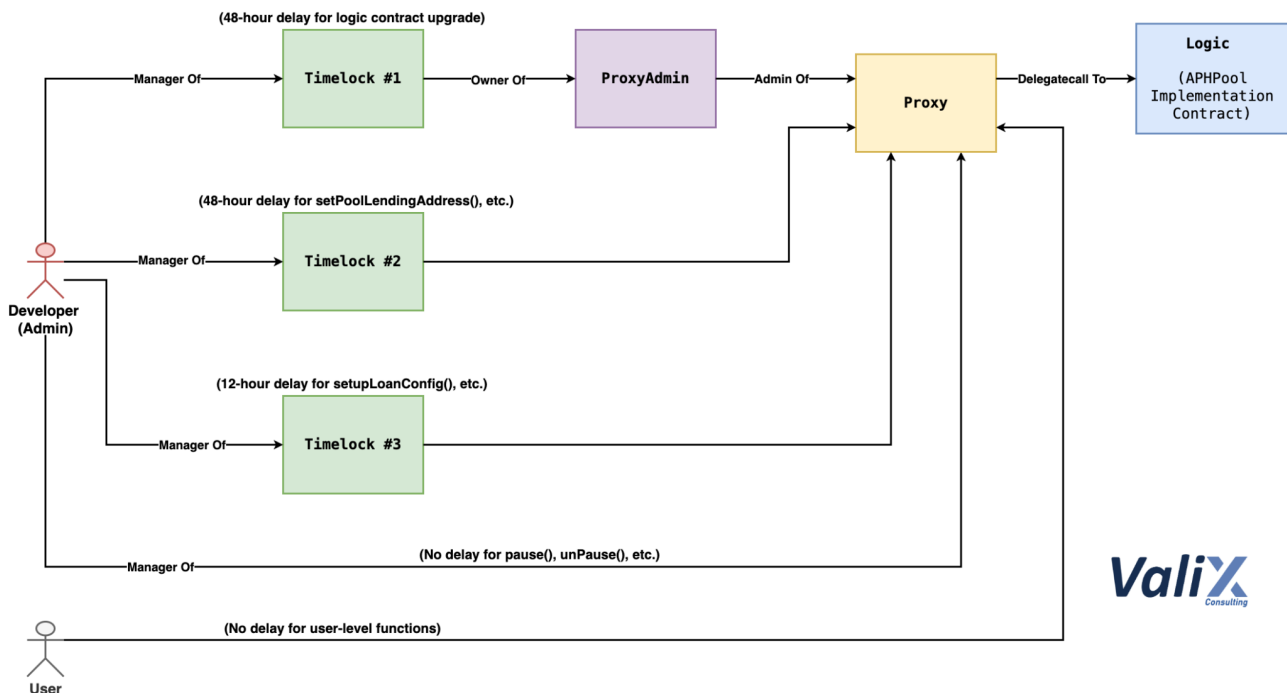 (48-hour delay for logic contract upgrade)
Manager Of
Timelock #1
Owner Of
ProxyAdmin
Admin Of
Proxy
Delegatecall To
Logic
(APHPool
Implementation
Contract)
(48-hour delay for setPoolLendingAddress(), etc.)
Manager Of
Timelock #2
Developer
(Admin)
(12-hour delay for setupLoanConfig(), etc.)
Manager Of
Timelock #3
(No delay for pause(), unPause(), etc.)
Manager Of
ValiX
Consulting
(No delay for user-level functions)
User